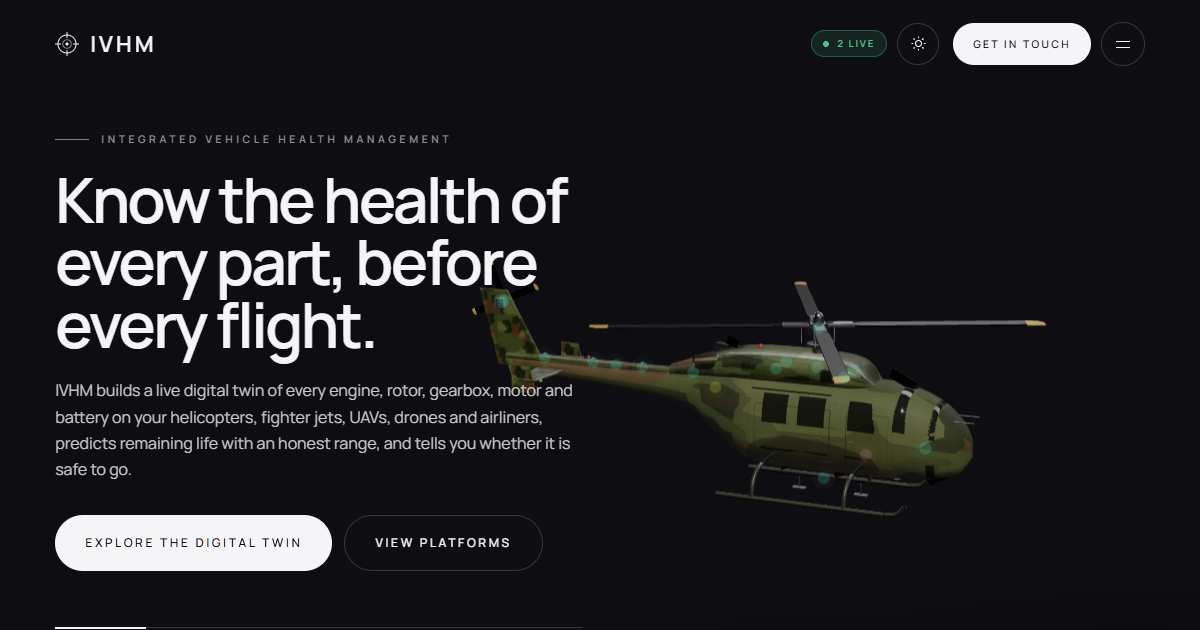 IVHM
2 LIVE
GET IN TOUCH
INTEGRATED VEHICLE HEALTH MANAGEMENT
Know the health of
every part, before
every flight.
IVHM builds a live digital twin of every engine, rotor, gearbox, motor and
battery on your helicopters, fighter jets, UAVs, drones and airliners,
predicts remaining life with an honest range, and tells you whether it is
safe to go.
EXPLORE THE DIGITAL TWIN
VIEW PLATFORMS